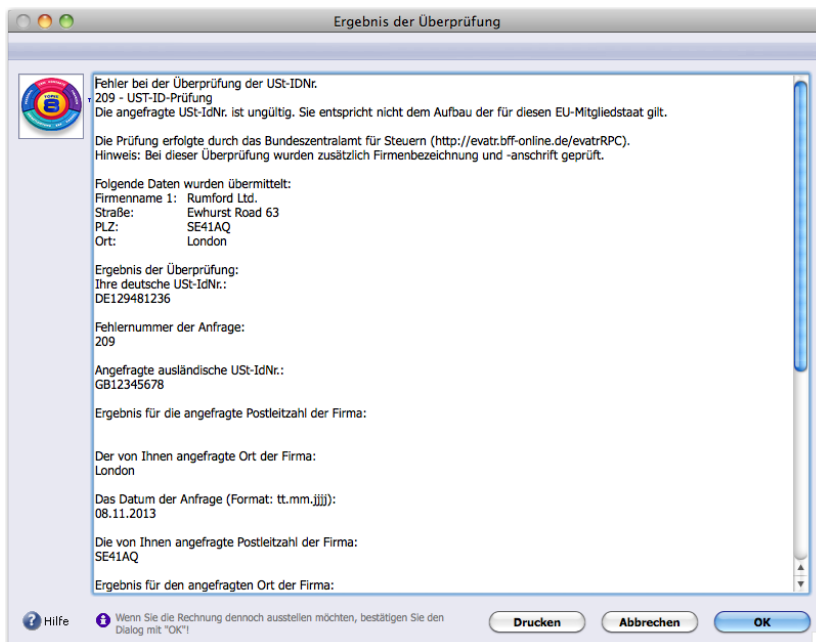 Ergebnis der Überprüfung
Fehler bei der Überprüfung der USt-IDNr.
209 - UST-ID-Prüfung
Die angefragte USt-IdNr. ist ungültig. Sie entspricht nicht dem Aufbau der für diesen EU-Mitgliedstaat gilt.
Die Prüfung erfolgte durch das Bundeszentralamt für Steuern (http://evatr.bff-online.de/evatrRPC).
Hinweis: Bei dieser Überprüfung wurden zusätzlich Firmenbezeichnung und -anschrift geprüft.
Folgende Daten wurden übermittelt:
Firmenname 1: Rumford Ltd.
Straße: Ewhurst Road 63
PLZ: SE41AQ
Ort: London
Ergebnis der Überprüfung:
Ihre deutsche USt-IdNr.:
DE129481236
Fehlernummer der Anfrage:
209
Angefragte ausländische USt-IdNr.:
GB12345678
Ergebnis für die angefragte Postleitzahl der Firma:
Der von Ihnen angefragte Ort der Firma:
London
Das Datum der Anfrage (Format: tt.mm.jjjj):
08.11.2013
Die von Ihnen angefragte Postleitzahl der Firma:
SE41AQ
Ergebnis für den angefragten Ort der Firma:
Hilfe
Wenn Sie die Rechnung dennoch ausstellen möchten, bestätigen Sie den
Dialog mit "OK"!
Drucken
Abbrechen
OK